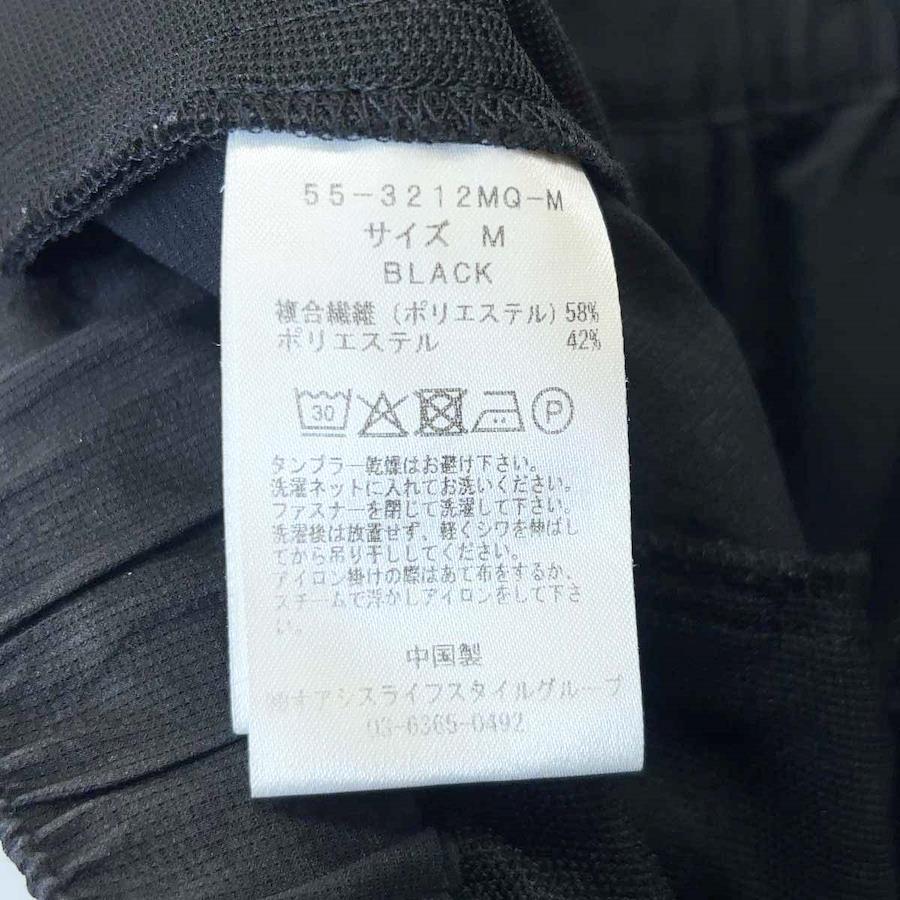 55-3212MQ-M
サイズ M
BLACK
複合繊維 (ポリエステル) 58%
ポリエステル 42%
30
P
タンブラー乾燥はお避け下さい。
洗濯ネットに入れてお洗いください。
ファスナーを閉じて洗濯して下さい。
洗濯後は放置せず、軽くシワを伸ばし
てから吊り干ししてください。
アイロン掛けの際はあて布をするか、
スチームで浮かしアイロンをして下さ
い。
中国製
㈱オアシスライフスタイルグループ
03-6365-0492